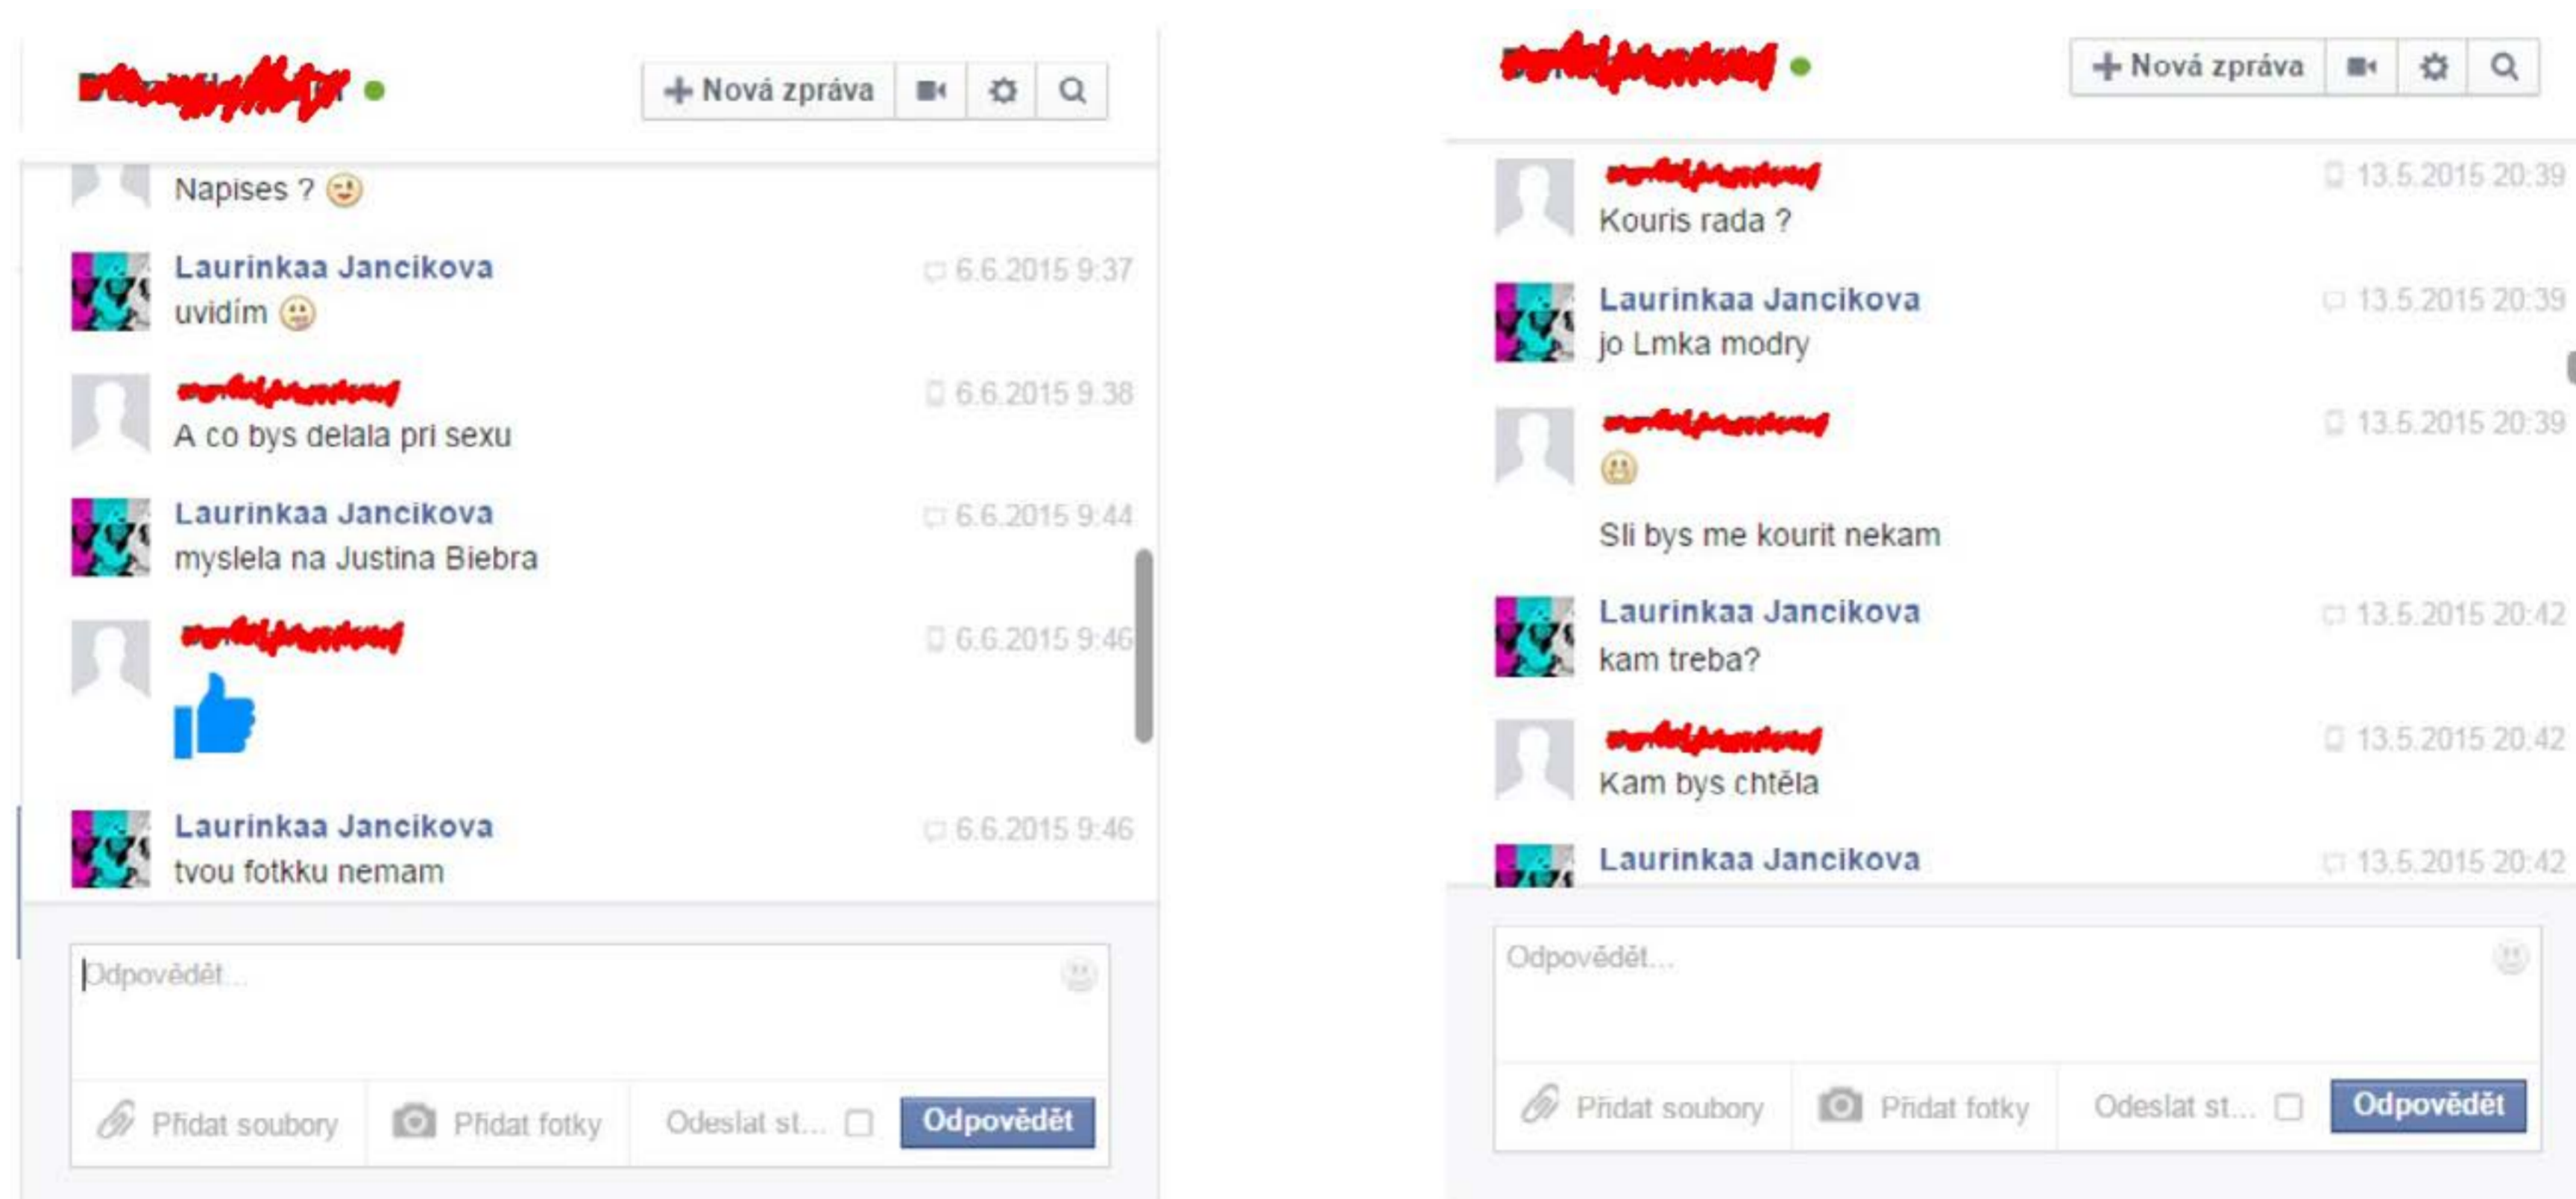 Nová zpráva
Napises ?
Laurinkaa Jancikova 6.6.2015 9:37
uvidím
6.6.2015 9:38
A co bys delala pri sexu
Laurinkaa Jancikova 6.6.2015 9:44
myslela na Justina Biebra
6.6.2015 9:46
Laurinkaa Jancikova 6.6.2015 9:46
tvou fotkku nemam
Odpovědět...
Přidat soubory Přidat fotky Odeslat st... Odpovědět
Nová zpráva
13.5.2015 20:39
Kouris rada ?
Laurinkaa Jancikova 13.5.2015 20:39
jo Lmka modry
13.5.2015 20:39
Sli bys me kourit nekam
Laurinkaa Jancikova 13.5.2015 20:42
kam treba?
13.5.2015 20:42
Kam bys chtěla
Laurinkaa Jancikova 13.5.2015 20:42
Odpovědět...
Přidat soubory Přidat fotky Odeslat st... Odpovědět